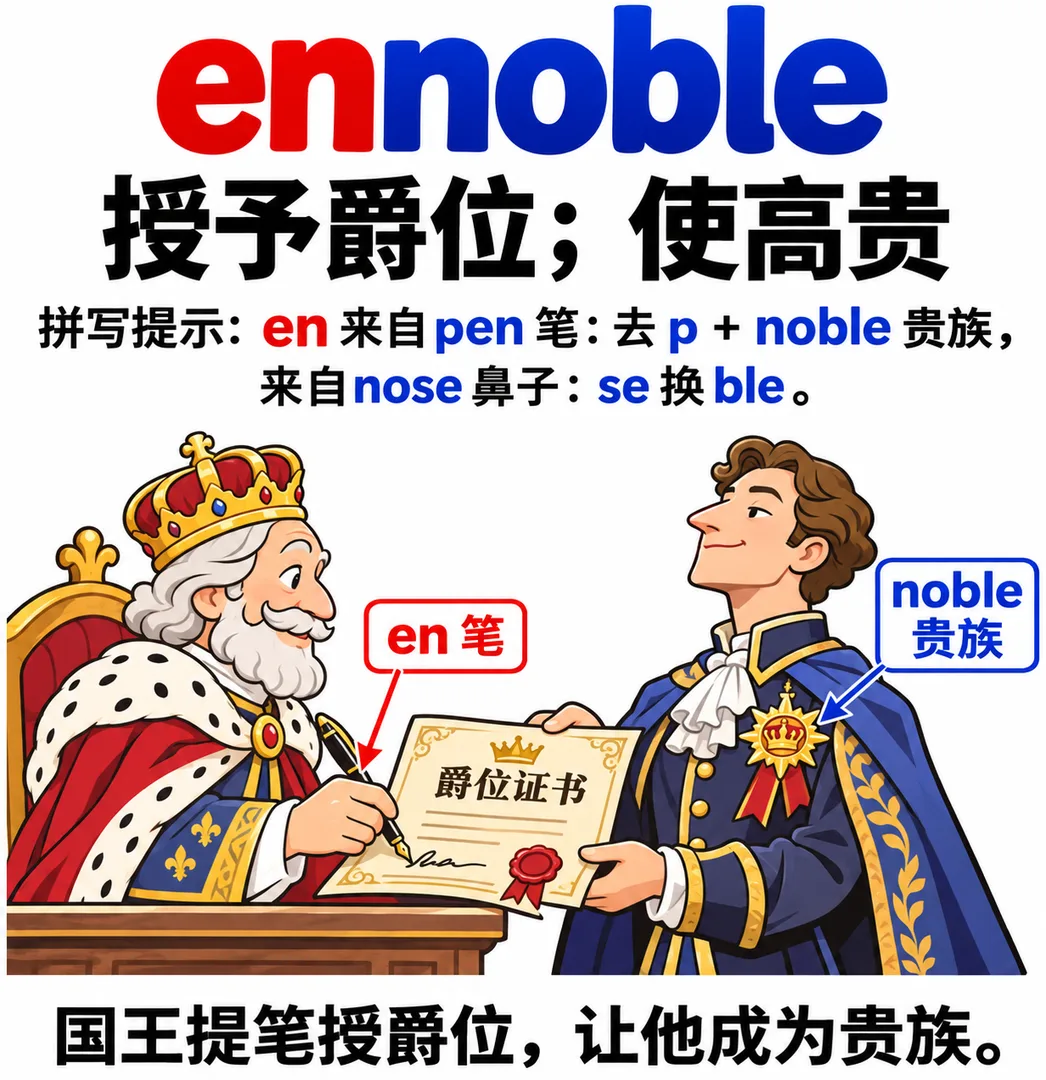 ennoble
授予爵位；使高贵
拼写提示：en 来自 pen 笔：去 p + noble 贵族，
来自 nose 鼻子：se 换 ble。
en 笔
noble
贵族
爵位证书
国王提笔授爵位，让他成为贵族。